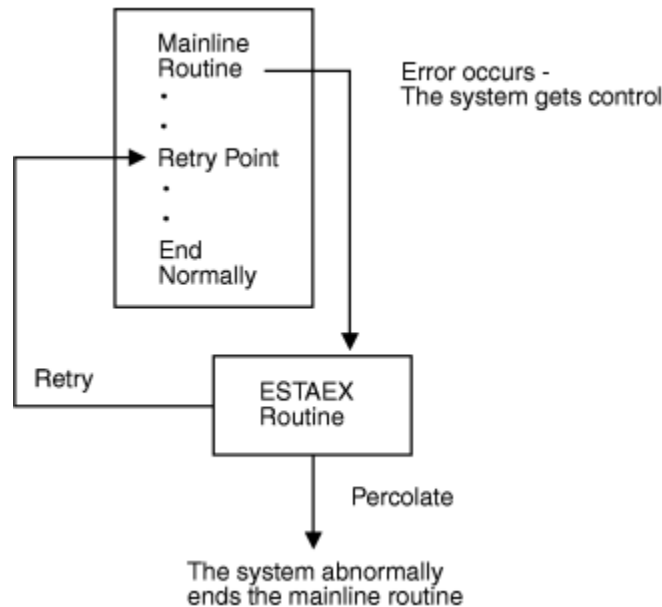 Mainline
Routine
Error occurs -
The system gets control
Retry Point
End
Normally
Retry
ESTAEX
Routine
Percolate
The system abnormally
ends the mainline routine